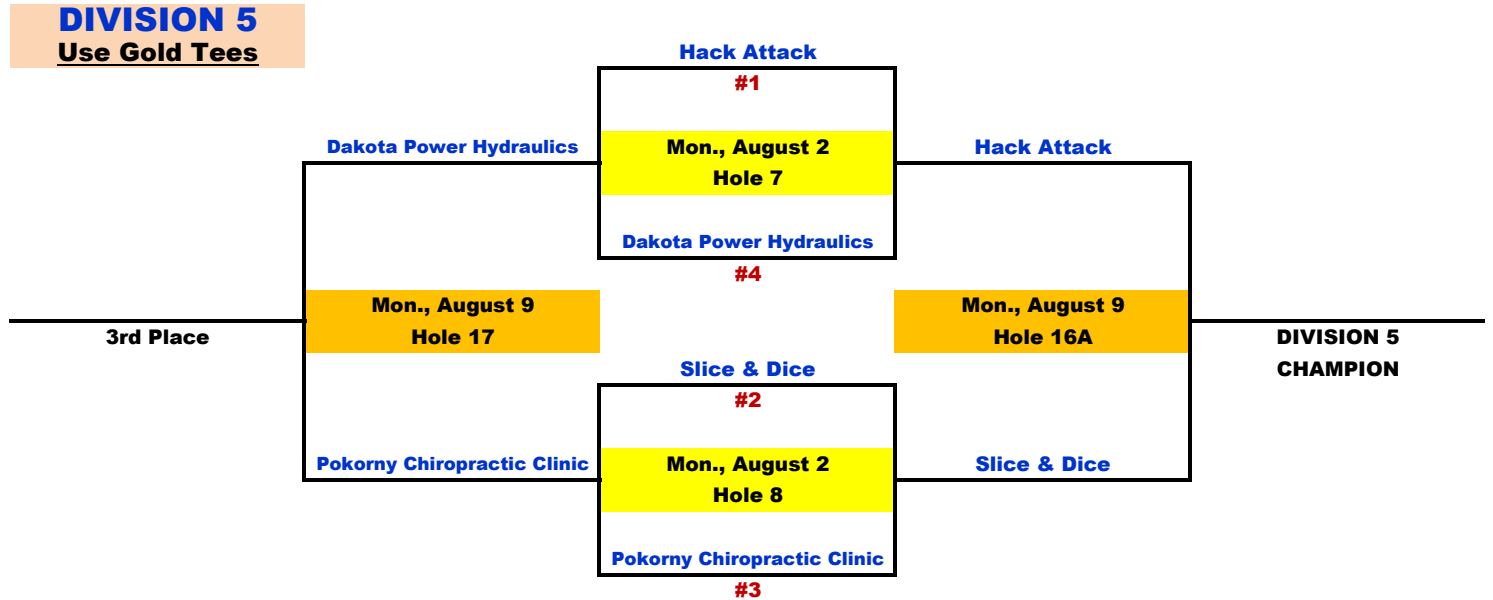 DIVISION 5
Use Gold Tees
Hack Attack
#1
Dakota Power Hydraulics
Mon., August 2
Hole 7
Hack Attack
Dakota Power Hydraulics
#4
Mon., August 9
Hole 17
3rd Place
Mon., August 9
Hole 16A
DIVISION 5
CHAMPION
Slice & Dice
#2
Pokorny Chiropractic Clinic
Mon., August 2
Hole 8
Slice & Dice
Pokorny Chiropractic Clinic
#3